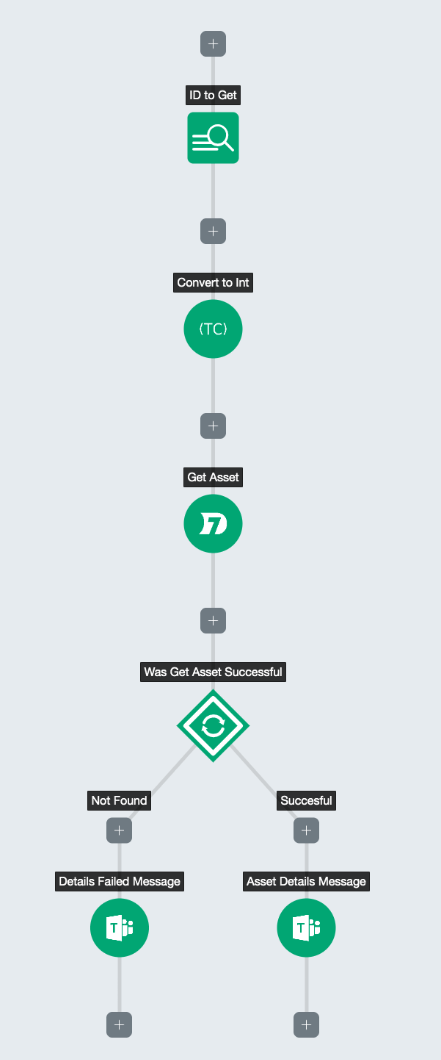 ID to Get
Convert to Int
(TC)
Get Asset
Was Get Asset Successful
Not Found
Succesful
Details Failed Message
Asset Details Message
T
T